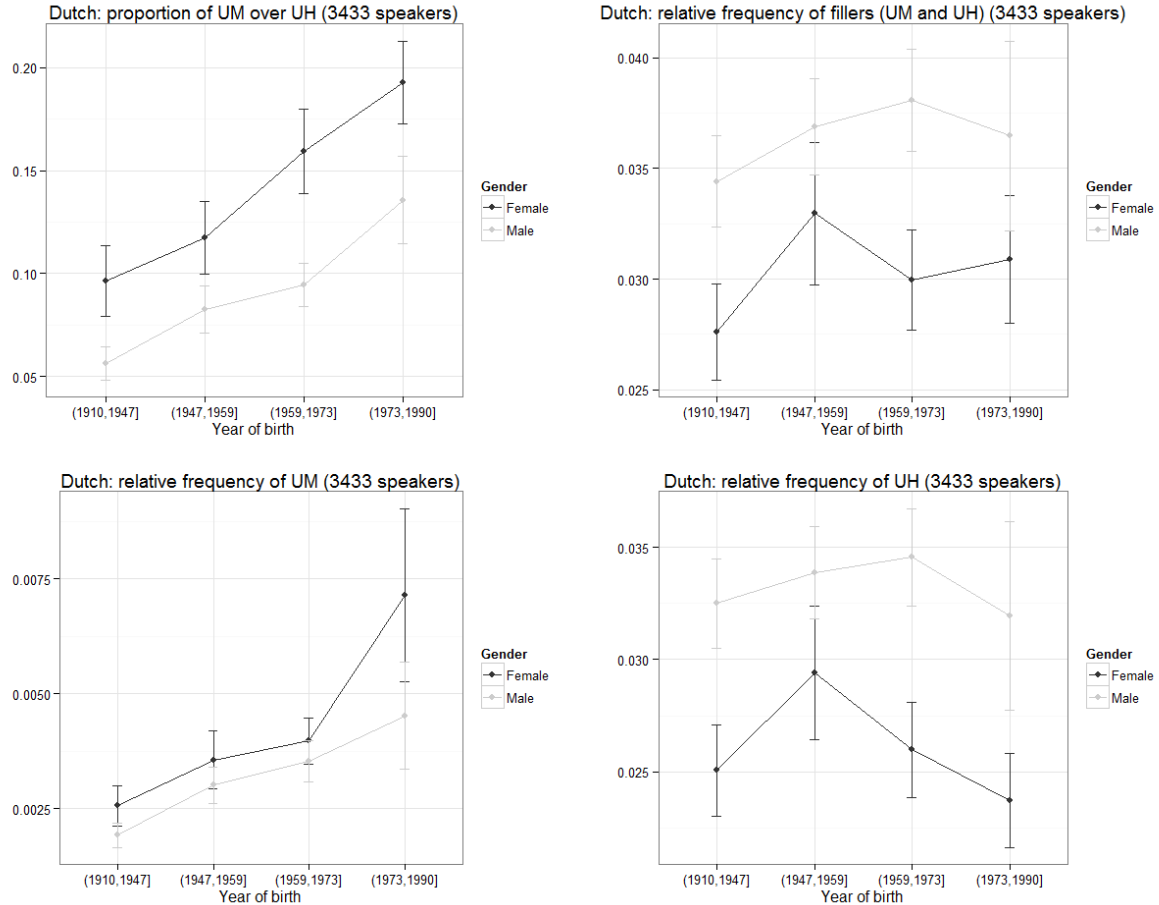 Dutch: proportion of UM over UH (3433 speakers)
0.20
0.15
0.10
0.05
(1910,1947]
(1947,1959]
(1959,1973]
(1973,1990]
Year of birth
Gender
Female
Male
Dutch: relative frequency of fillers (UM and UH) (3433 speakers)
0.040
0.035
0.030
0.025
(1910,1947]
(1947,1959]
(1959,1973]
(1973,1990]
Year of birth
Gender
Female
Male
Dutch: relative frequency of UM (3433 speakers)
0.0075
0.0050
0.0025
(1910,1947]
(1947,1959]
(1959,1973]
(1973,1990]
Year of birth
Gender
Female
Male
Dutch: relative frequency of UH (3433 speakers)
0.035
0.030
0.025
(1910,1947]
(1947,1959]
(1959,1973]
(1973,1990]
Year of birth
Gender
Female
Male